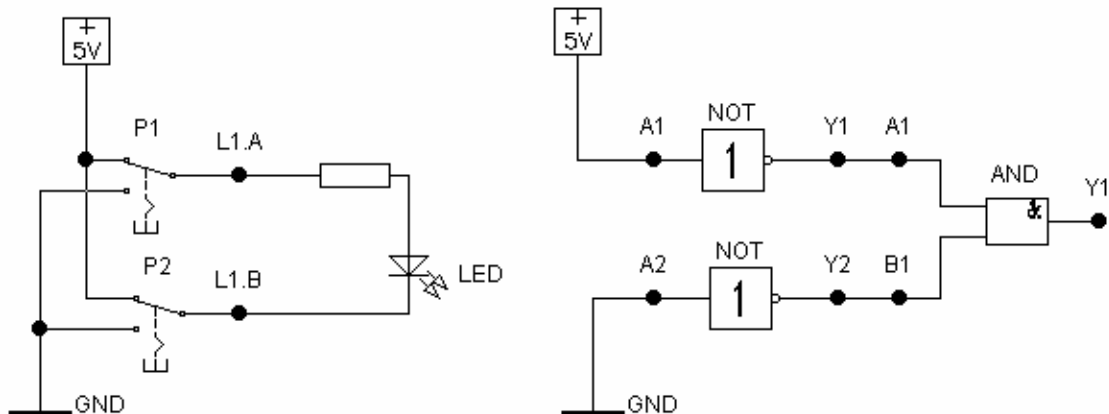 +
5V
P1
L1.A
LED
P2
L1.B
GND
+
5V
NOT
A1
1
Y1
A1
AND
&
Y1
NOT
A2
1
Y2
B1
GND